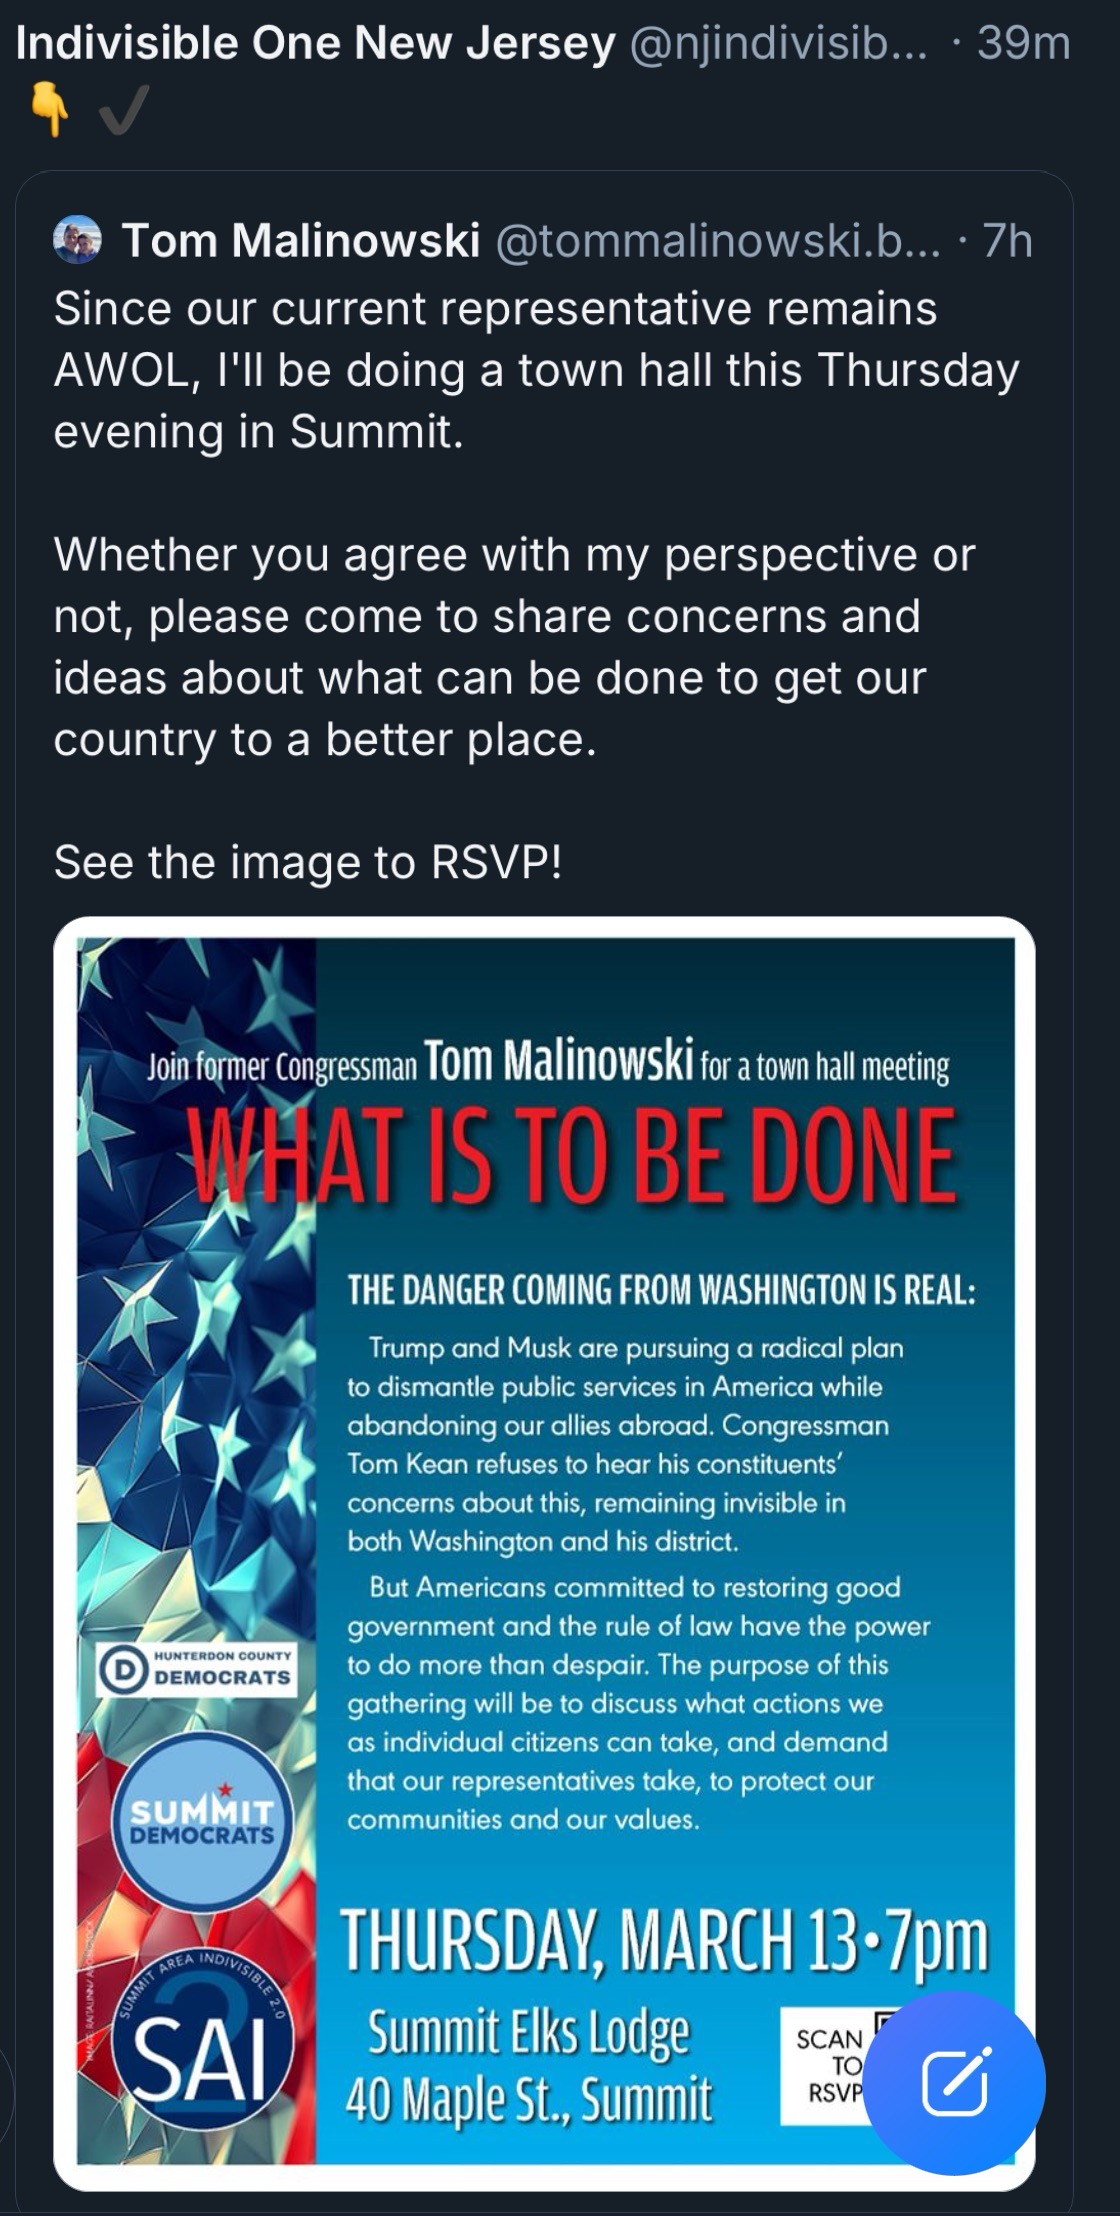 Indivisible One New Jersey @njindivisib... · 39m
👇 ✔
Tom Malinowski @tommalinowski.b... · 7h
Since our current representative remains
AWOL, I'll be doing a town hall this Thursday
evening in Summit.
Whether you agree with my perspective or
not, please come to share concerns and
ideas about what can be done to get our
country to a better place.
See the image to RSVP!
Join former Congressman Tom Malinowski for a town hall meeting
WHAT IS TO BE DONE
THE DANGER COMING FROM WASHINGTON IS REAL:
Trump and Musk are pursuing a radical plan
to dismantle public services in America while
abandoning our allies abroad. Congressman
Tom Kean refuses to hear his constituents'
concerns about this, remaining invisible in
both Washington and his district.
But Americans committed to restoring good
government and the rule of law have the power
to do more than despair. The purpose of this
gathering will be to discuss what actions we
as individual citizens can take, and demand
that our representatives take, to protect our
communities and our values.
D HUNTERDON COUNTY
DEMOCRATS
SUMMIT
DEMOCRATS
SUMMIT AREA INDIVISIBLE 2.0
2
SAI
THURSDAY, MARCH 13•7pm
Summit Elks Lodge
40 Maple St., Summit
SCAN
TO
RSVP